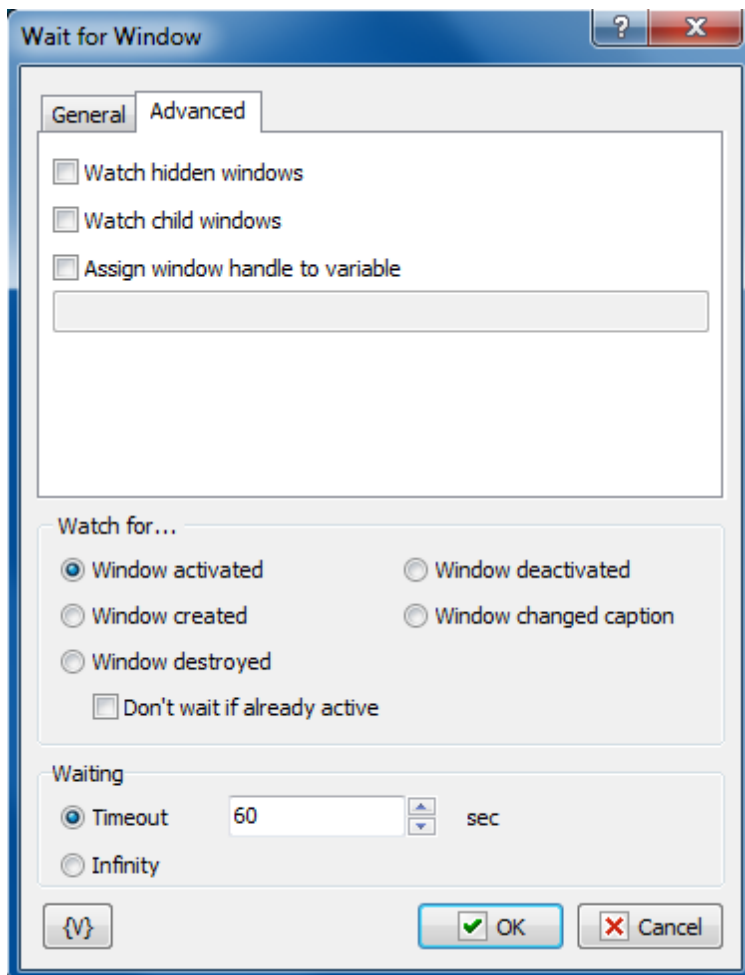 Wait for Window
?
General Advanced
Watch hidden windows
Watch child windows
Assign window handle to variable
Watch for...
Window activated Window deactivated
Window created Window changed caption
Window destroyed
Don't wait if already active
Waiting
Timeout 60 sec
Infinity
{V} OK Cancel